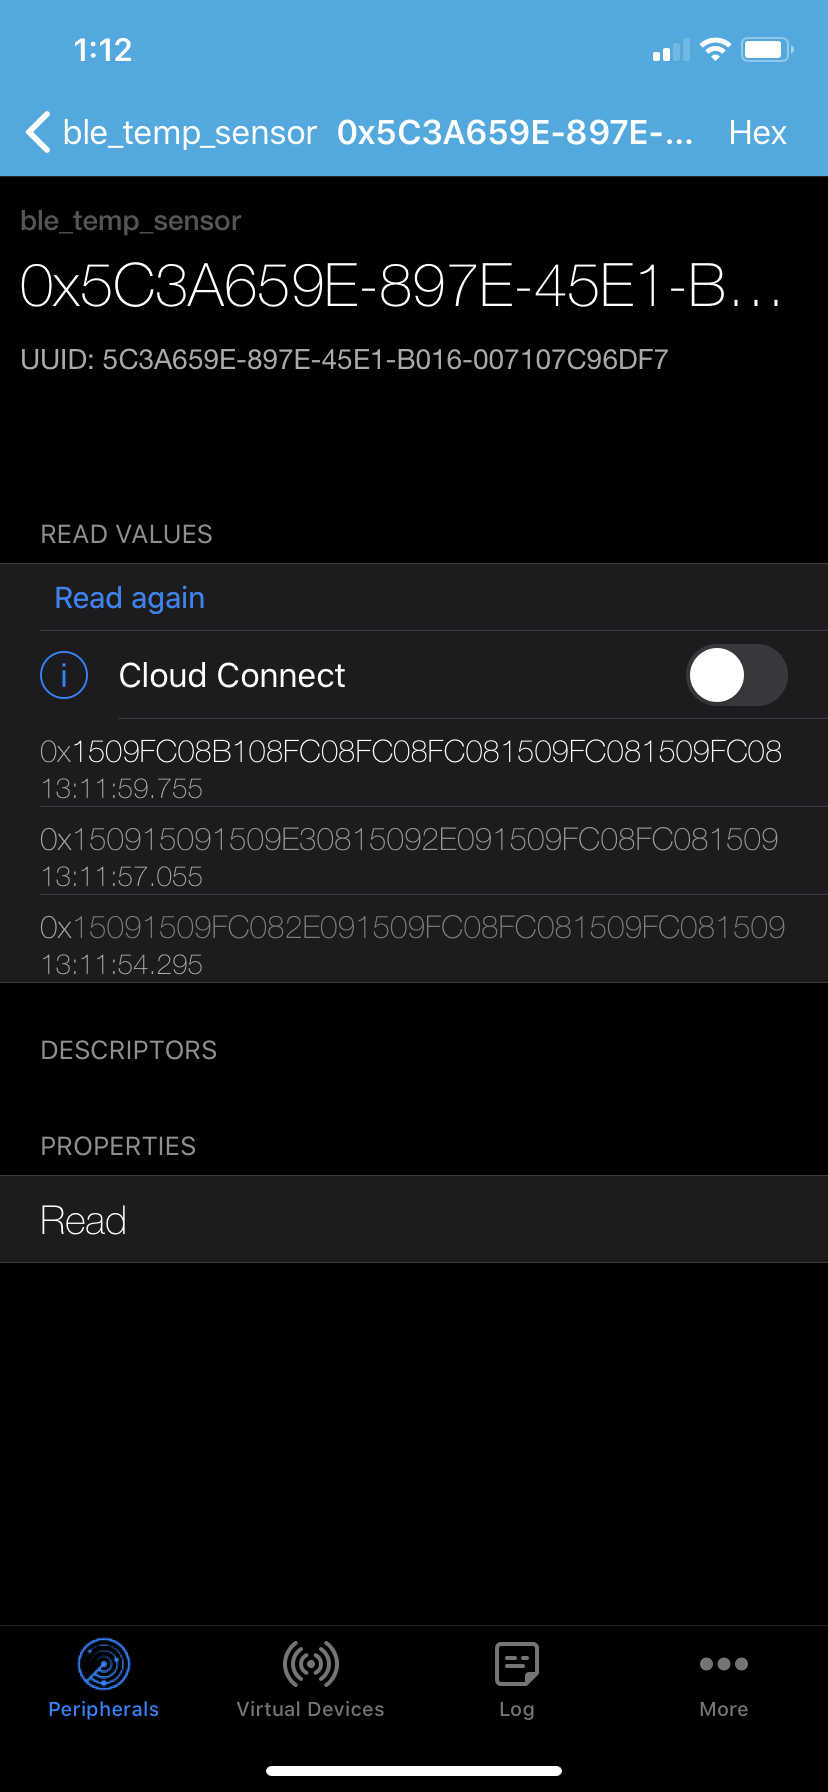 1:12
ble_temp_sensor 0x5C3A659E-897E-... Hex
ble_temp_sensor
0x5C3A659E-897E-45E1-B...
UUID: 5C3A659E-897E-45E1-B016-007107C96DF7
READ VALUES
Read again
i Cloud Connect
0x1509FC08B108FC08FC08FC081509FC081509FC08
13:11:59.755
0x150915091509E30815092E091509FC08FC081509
13:11:57.055
0x15091509FC082E091509FC08FC081509FC081509
13:11:54.295
DESCRIPTORS
PROPERTIES
Read
Peripherals Virtual Devices Log More